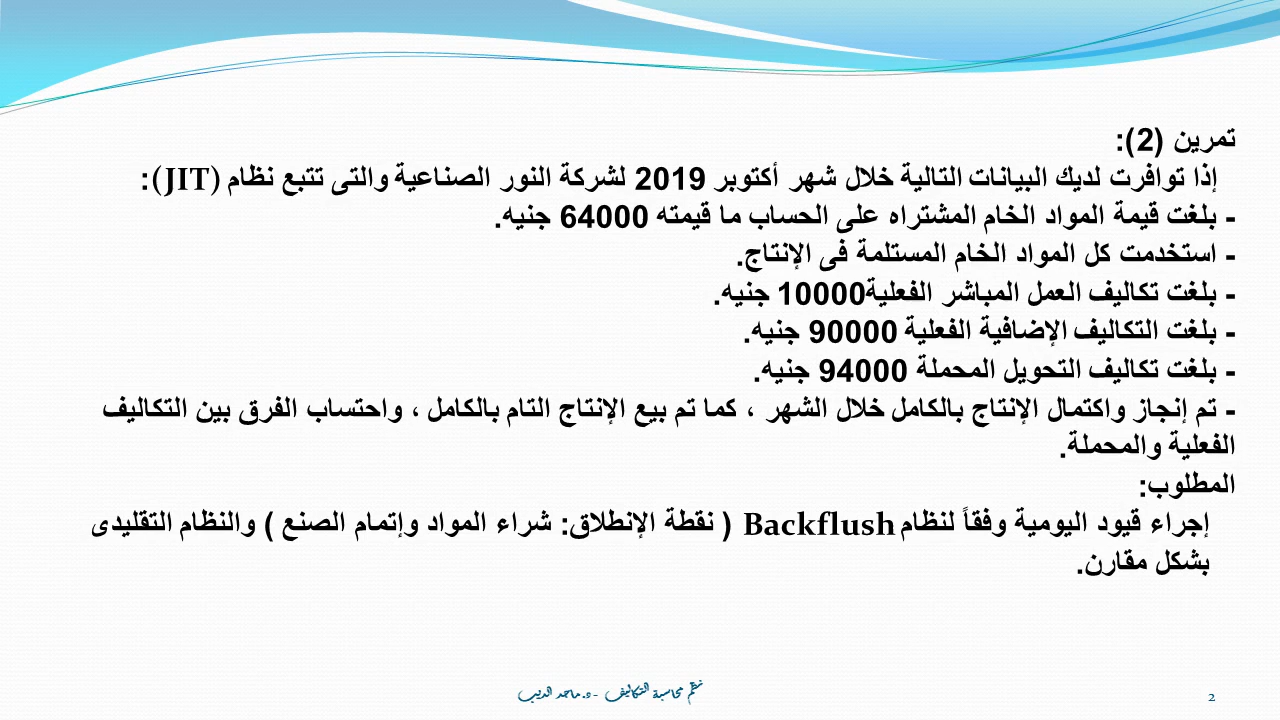 تمرين (2):
إذا توافرت لديك البيانات التالية خلال شهر أكتوبر 2019 لشركة النور الصناعية والتى تتبع نظام (JIT):
- بلغت قيمة المواد الخام المشتراه على الحساب ما قيمته 64000 جنيه.
- استخدمت كل المواد الخام المستلمة فى الإنتاج.
- بلغت تكاليف العمل المباشر الفعلية10000 جنيه.
- بلغت التكاليف الإضافية الفعلية 90000 جنيه.
- بلغت تكاليف التحويل المحملة 94000 جنيه.
- تم إنجاز واكتمال الإنتاج بالكامل خلال الشهر ، كما تم بيع الإنتاج التام بالكامل ، واحتساب الفرق بين التكاليف
الفعلية والمحملة.
المطلوب:
إجراء قيود اليومية وفقاً لنظام Backflush ( نقطة الإنطلاق: شراء المواد وإتمام الصنع ) والنظام التقليدى
بشكل مقارن.
نظم محاسبة التكاليف - د. ماجد الديب
2